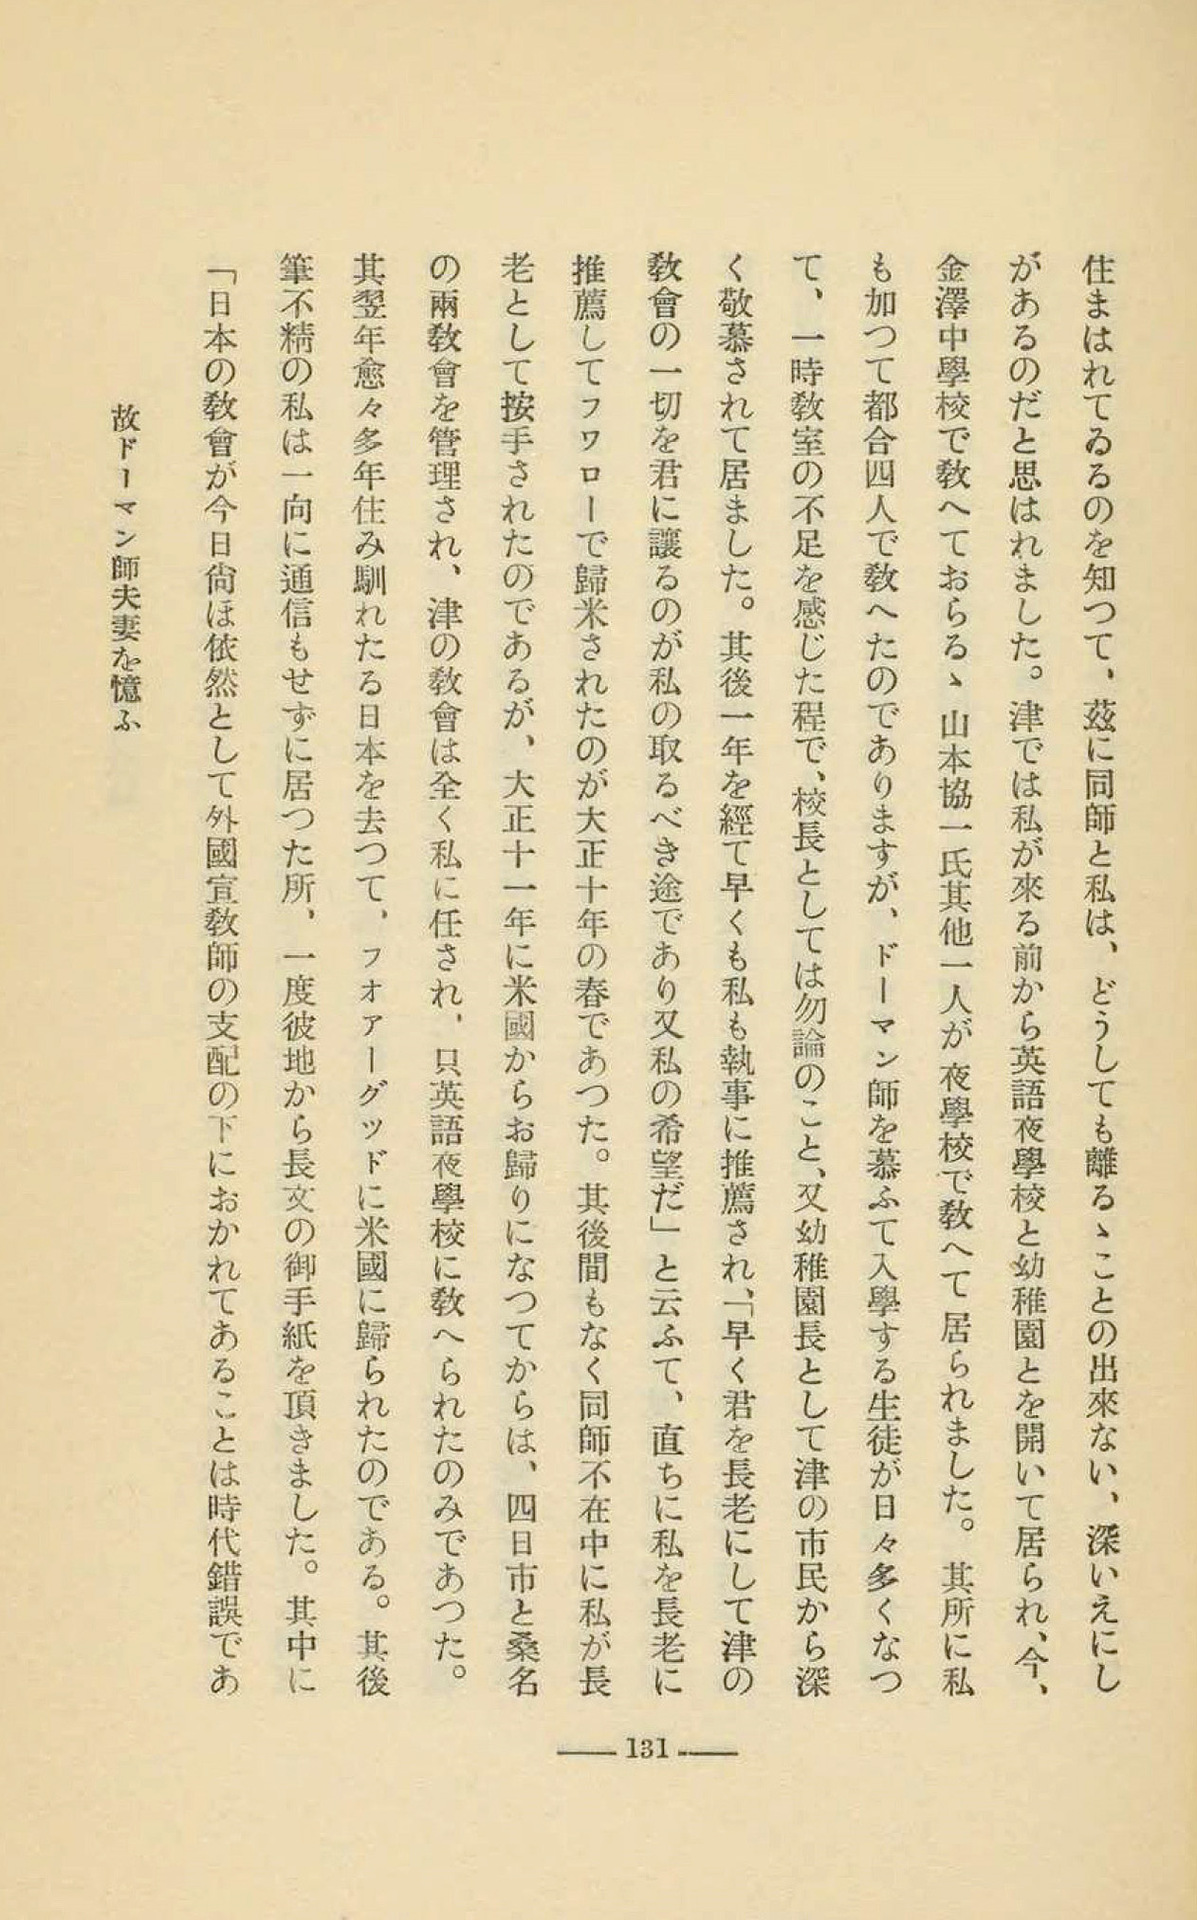 住まはれてゐるのを知つて、茲に同師と私は、どうしても離るゝことの出來ない、深いえにし
があるのだと思はれました。津では私が來る前から英語夜學校と幼稚園とを開いて居られ、今、
金澤中學校で敎へておらるゝ山本協一氏其他一人が夜學校で敎へて居られました。其所に私
も加つて都合四人で敎へたのでありますが、ドーマン師を慕ふて入學する生徒が日々多くなつ
て、一時敎室の不足を感じた程で、校長としては勿論のこと、又幼稚園長として津の市民から深
く敬慕されて居ました。其後一年を經て早くも私も執事に推薦され、「早く君を長老にして津の
敎會の一切を君に讓るのが私の取るべき途であり又私の希望だ」と云ふて、直ちに私を長老に
推薦してフワローで歸米されたのが大正十年の春であつた。其後間もなく同師不在中に私が長
老として按手されたのであるが、大正十一年に米國からお歸りになつてからは、四日市と桑名
の兩敎會を管理され、津の敎會は全く私に任され、只英語夜學校に敎へられたのみであつた。
其翌年愈々多年住み馴れたる日本を去つて、フオアーグッドに米國に歸られたのである。其後
筆不精の私は一向に通信もせずに居つた所、一度彼地から長文の御手紙を頂きました。其中に
「日本の敎會が今日尙ほ依然として外國宣敎師の支配の下におかれてあることは時代錯誤であ
故ドーマン師夫妻を憶ふ
131